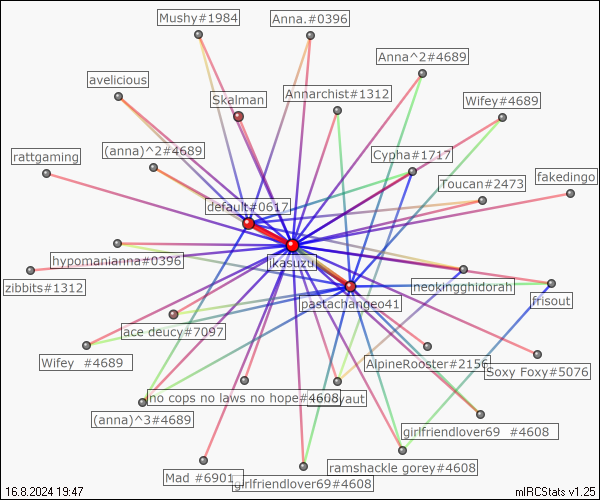 Mushy#1984
Anna.#0396
Anna^2#4689
avelicious
Skalman
Annarchist#1312
Wifey#4689
(anna)^2#4689
Cypha#1717
rattgaming
Toucan#2473
fakedingo
default#0617
hypomanianna#0396
ikasuzu
neokingghidorah
zibbits#1312
pastachangeo41
frisout
ace deucy#7097
Wifey #4689
AlpineRooster#2156
Soxy Foxy#5076
no cops no laws no hope#4608
(anna)^3#4689
girlfriendlover69 #4608
Mad #6901
girlfriendlover69#4608
ramshackle gorey#4608
16.8.2024 19:47
mIRCStats v1.25